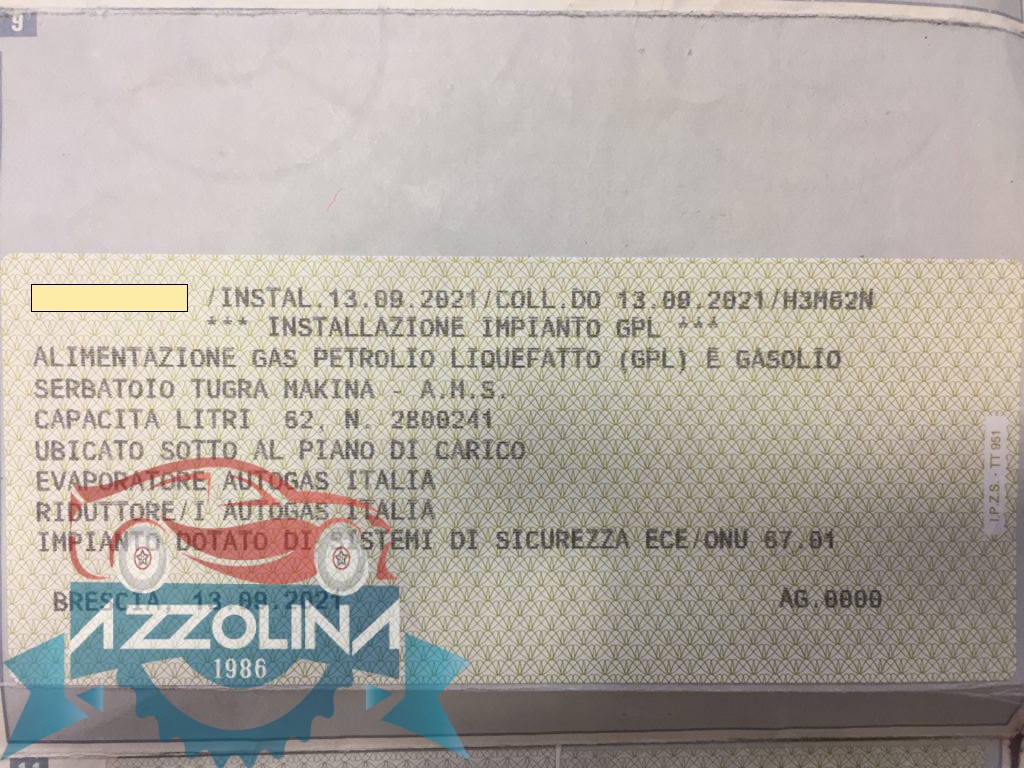 9
/INSTAL.13.09.2021/COLL.DO 13.09.2021/H3M62N
*** INSTALLAZIONE IMPIANTO GPL ***
ALIMENTAZIONE GAS PETROLIO LIQUEFATTO (GPL) E GASOLIO
SERBATOIO TUGRA MAKINA - A.M.S.
CAPACITA LITRI 62, N. 2800241
UBICATO SOTTO AL PIANO DI CARICO
EVAPORATORE AUTOGAS ITALIA
RIDUTTORE/I AUTOGAS ITALIA
IMPIANTO DOTATO DI SISTEMI DI SICUREZZA ECE/ONU 67.01
BRESCIA, 13.09.2021 AG.0000
I.P.Z.S. - TT 951
AZZOLINA
1986
11